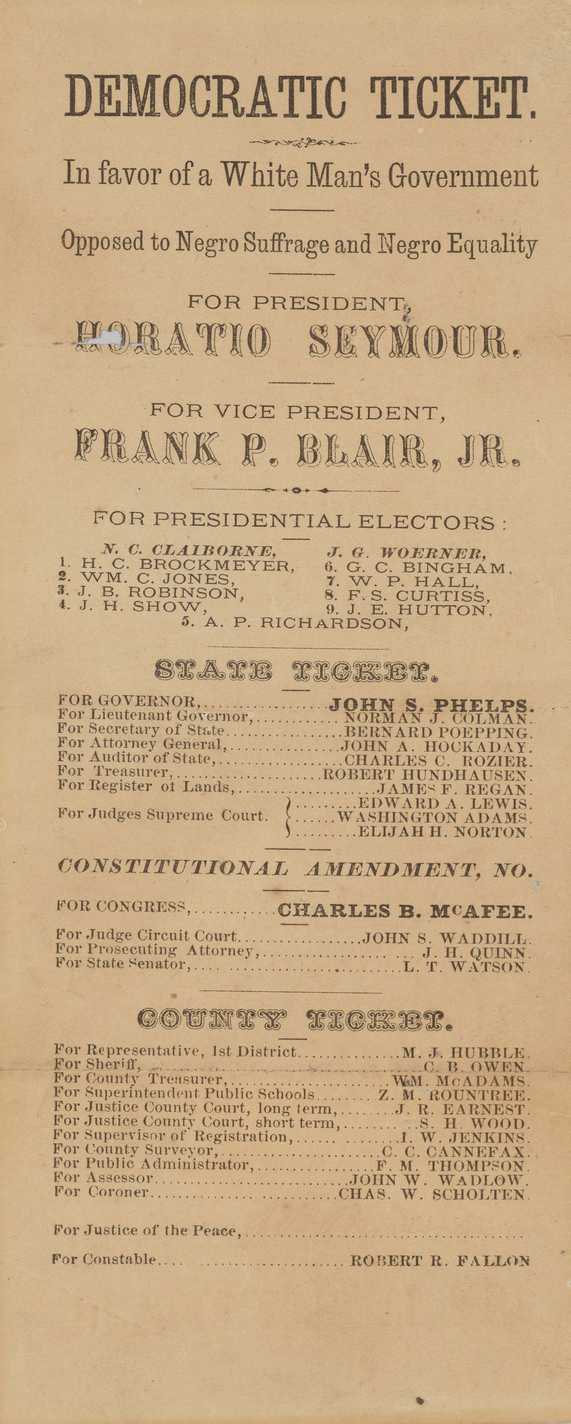 DEMOCRATIC TICKET.
In favor of a White Man's Government
Opposed to Negro Suffrage and Negro Equality
FOR PRESIDENT,
HORATIO SEYMOUR.
FOR VICE PRESIDENT,
FRANK P. BLAIR, JR.
FOR PRESIDENTIAL ELECTORS:
N. C. CLAIBORNE, J. G. WOERNER,
1. H. C. BROCKMEYER, 6. G. C. BINGHAM.
2. WM. C. JONES, 7. W. P. HALL,
3. J. B. ROBINSON, 8. F. S. CURTISS,
4. J. H. SHOW, 9. J. E. HUTTON.
5. A. P. RICHARDSON,
STATE TICKET.
FOR GOVERNOR,..................JOHN S. PHELPS.
For Lieutenant Governor,............NORMAN J. COLMAN.
For Secretary of State................BERNARD POEPPING.
For Attorney General,................JOHN A. HOCKADAY.
For Auditor of State,..................CHARLES C. ROZIER.
For Treasurer,.....................ROBERT HUNDHAUSEN.
For Register of Lands,....................JAMES F. REGAN.
.........EDWARD A. LEWIS.
For Judges Supreme Court. ......WASHINGTON ADAMS.
.........ELIJAH H. NORTON.
CONSTITUTIONAL AMENDMENT, NO.
FOR CONGRESS,............CHARLES B. McAFEE.
For Judge Circuit Court..................JOHN S. WADDILL.
For Prosecuting Attorney,.......................J. H. QUINN.
For State Senator,..............................L. T. WATSON.
COUNTY TICKET.
For Representative, 1st District..............M. J. HUBBLE.
For Sheriff,....................................C. B. OWEN.
For County Treasurer,......................WM. McADAMS.
For Superintendent Public Schools........Z. M. ROUNTREE.
For Justice County Court, long term,........J. R. EARNEST.
For Justice County Court, short term,..........S. H. WOOD.
For Supervisor of Registration,.............I. W. JENKINS.
For County Surveyor,.....................C. C. CANNEFAX.
For Public Administrator,................F. M. THOMPSON.
For Assessor...........................JOHN W. WADLOW.
For Coroner..........................CHAS. W. SCHOLTEN.
For Justice of the Peace,....................................
For Constable..........................ROBERT R. FALLON